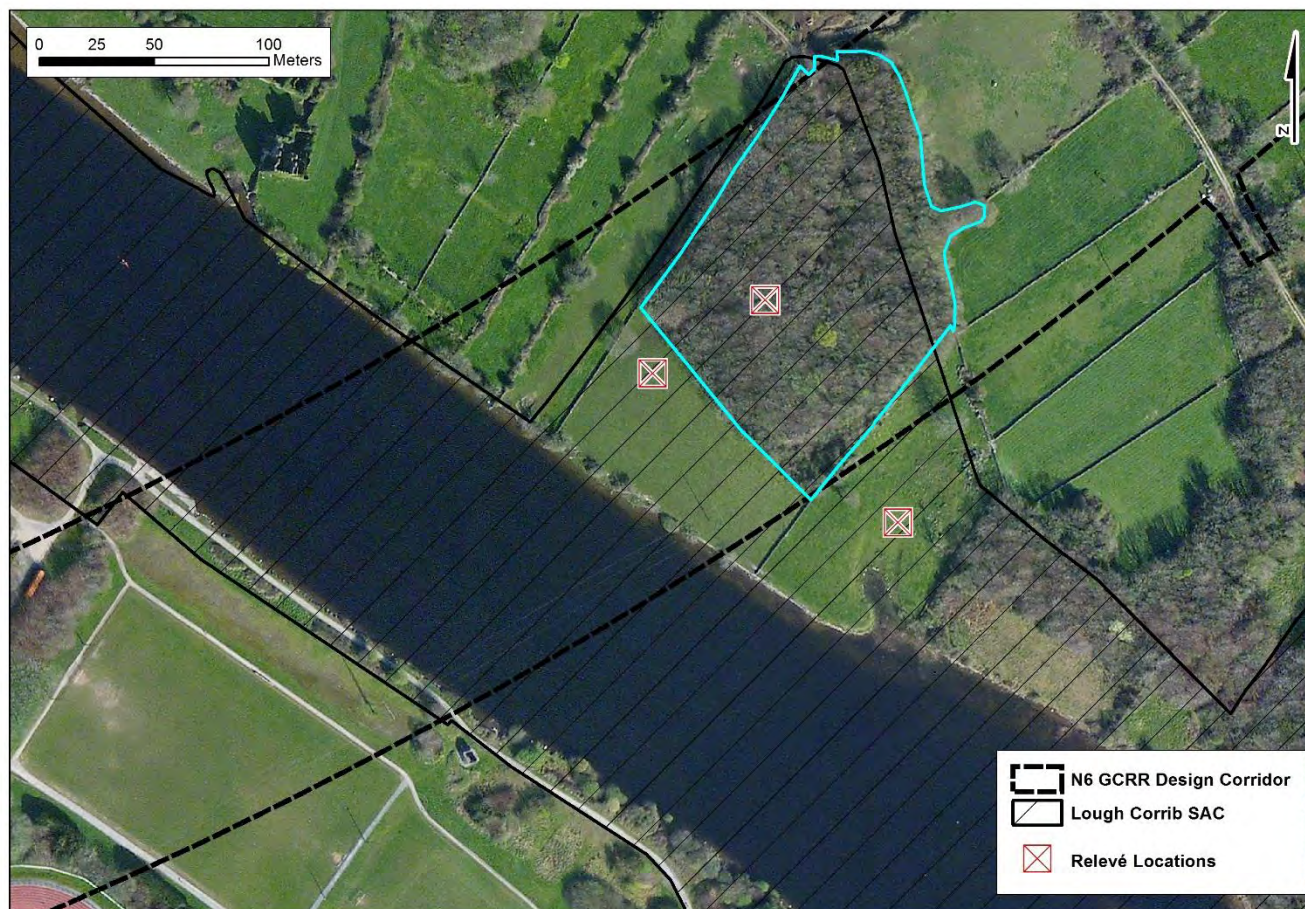 0 25 50 100
Meters
N
N6 GCRR Design Corridor
Lough Corrib SAC
Relevé Locations